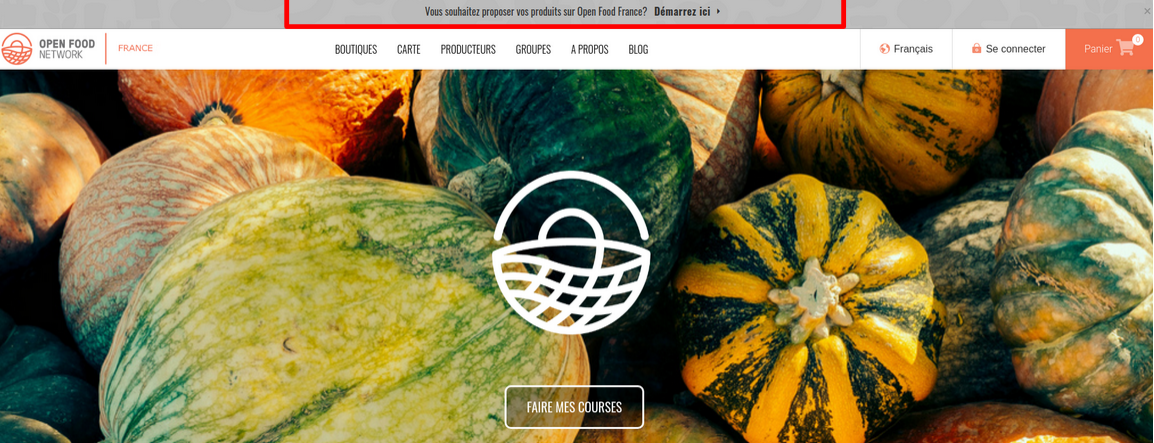 Vous souhaitez proposer vos produits sur Open Food France? Démarrez ici
OPEN FOOD
NETWORK
FRANCE
BOUTIQUES CARTE PRODUCTEURS GROUPES A PROPOS BLOG
Français Se connecter Panier 0
FAIRE MES COURSES